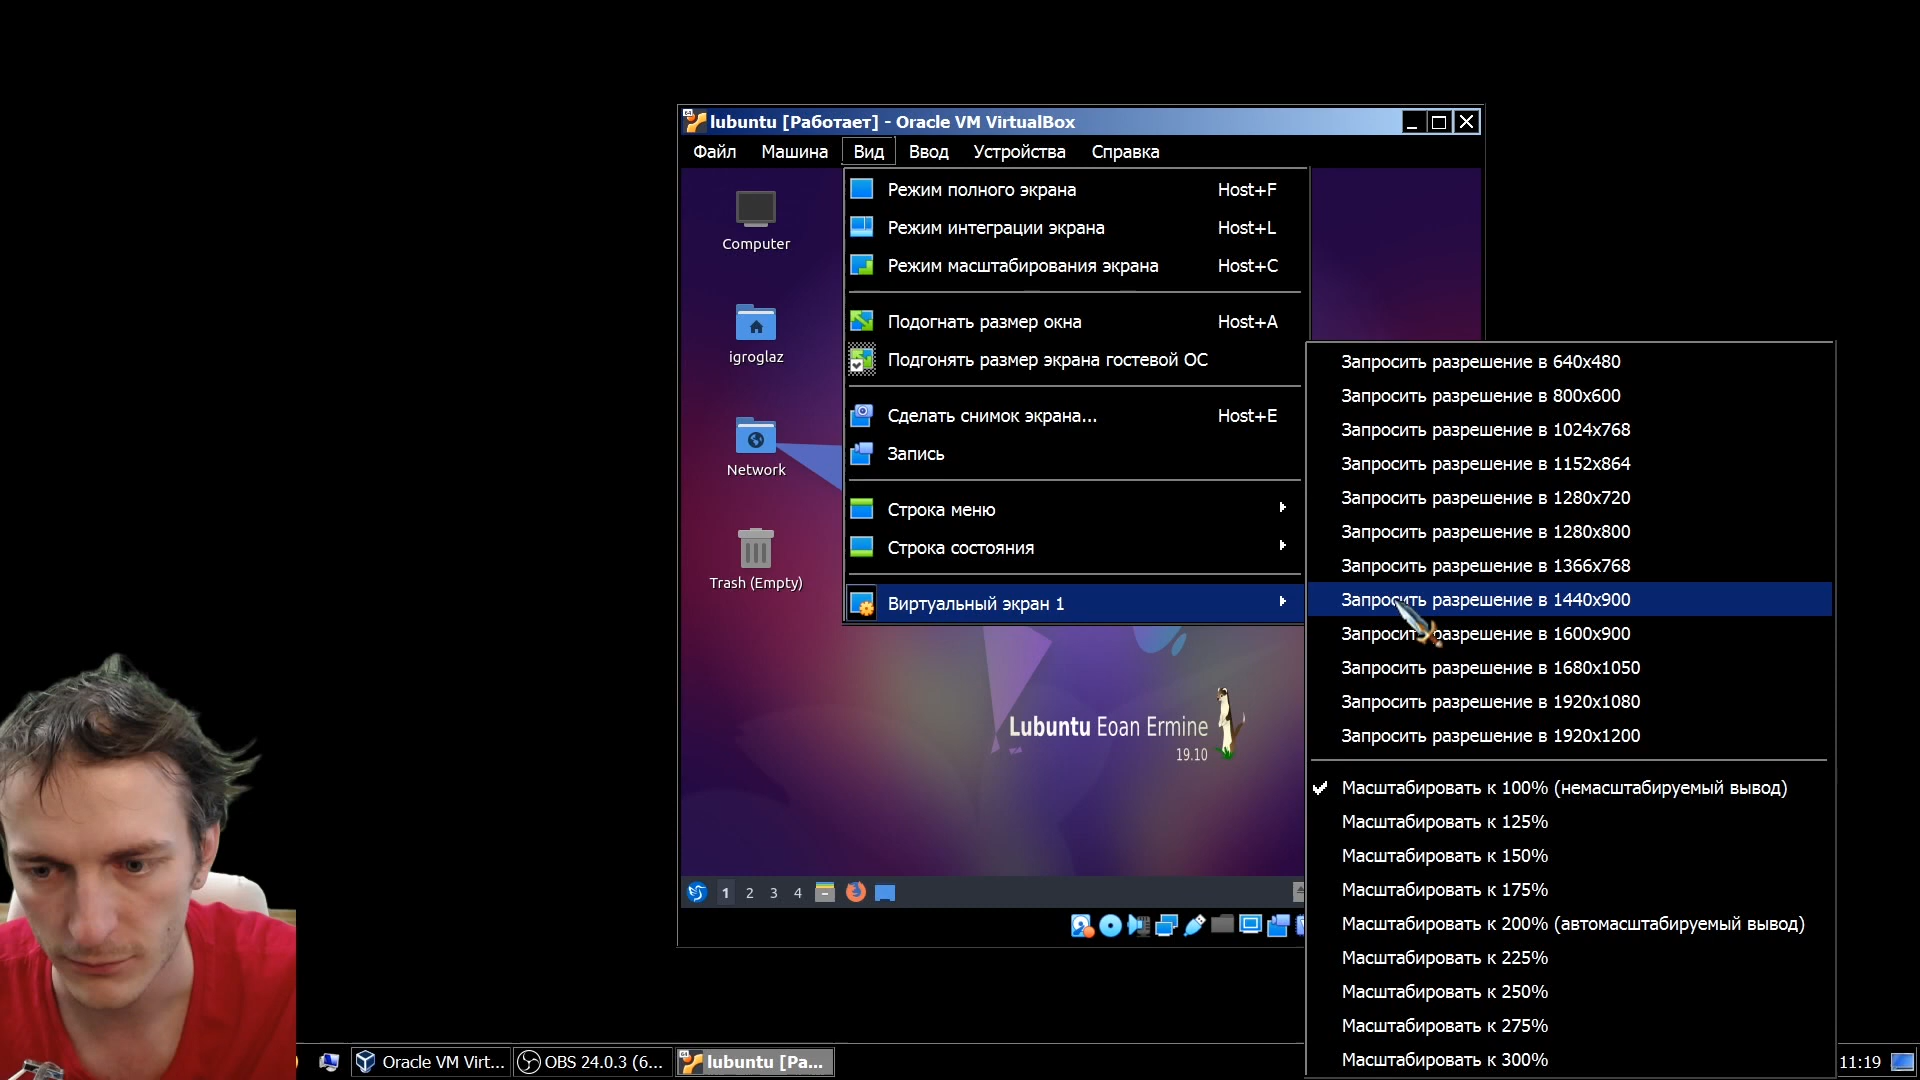 lubuntu [Работает] - Oracle VM VirtualBox
Файл Машина Вид Ввод Устройства Справка
Computer
igroglaz
Network
Trash (Empty)
Режим полного экрана Host+F
Режим интеграции экрана Host+L
Режим масштабирования экрана Host+C
Подогнать размер окна Host+A
Подгонять размер экрана гостевой ОС
Сделать снимок экрана... Host+E
Запись
Строка меню
Строка состояния
Виртуальный экран 1
Запросить разрешение в 640x480
Запросить разрешение в 800x600
Запросить разрешение в 1024x768
Запросить разрешение в 1152x864
Запросить разрешение в 1280x720
Запросить разрешение в 1280x800
Запросить разрешение в 1366x768
Запросить разрешение в 1440x900
Запросить разрешение в 1600x900
Запросить разрешение в 1680x1050
Запросить разрешение в 1920x1080
Запросить разрешение в 1920x1200
Масштабировать к 100% (немасштабируемый вывод)
Масштабировать к 125%
Масштабировать к 150%
Масштабировать к 175%
Масштабировать к 200% (автомасштабируемый вывод)
Масштабировать к 225%
Масштабировать к 250%
Масштабировать к 275%
Масштабировать к 300%
Lubuntu Eoan Ermine
19.10
1 2 3 4
Oracle VM Virt... OBS 24.0.3 (6... lubuntu [Ра... 11:19